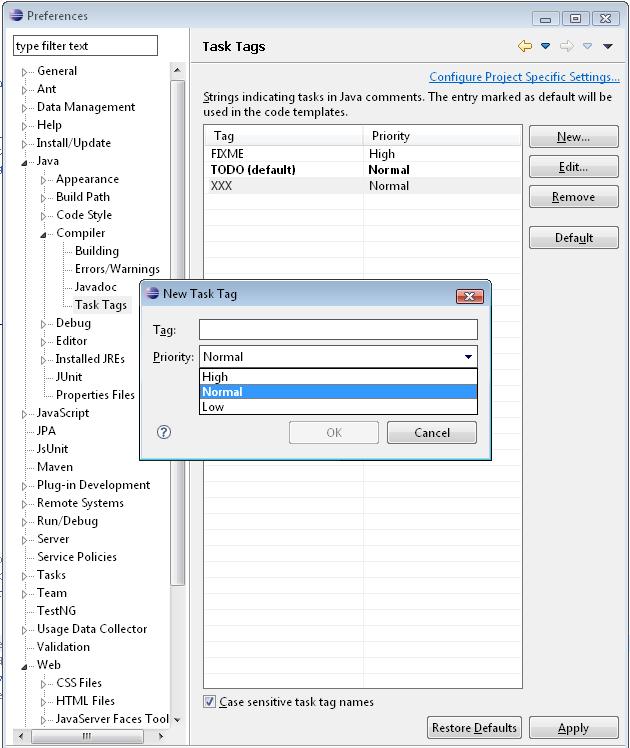 Preferences
type filter text
General
Ant
Data Management
Help
Install/Update
Java
Appearance
Build Path
Code Style
Compiler
Building
Errors/Warnings
Javadoc
Task Tags
Debug
Editor
Installed JREs
JUnit
Properties Files
JavaScript
JPA
JsUnit
Maven
Plug-in Development
Remote Systems
Run/Debug
Server
Service Policies
Tasks
Team
TestNG
Usage Data Collector
Validation
Web
CSS Files
HTML Files
JavaServer Faces Tool
Task Tags
Configure Project Specific Settings...
Strings indicating tasks in Java comments. The entry marked as default will be
used in the code templates.
Tag Priority
FIXME High
TODO (default) Normal
XXX Normal
New...
Edit...
Remove
Default
New Task Tag
Tag:
Priority: Normal
High
Normal
Low
OK Cancel
Case sensitive task tag names
Restore Defaults Apply